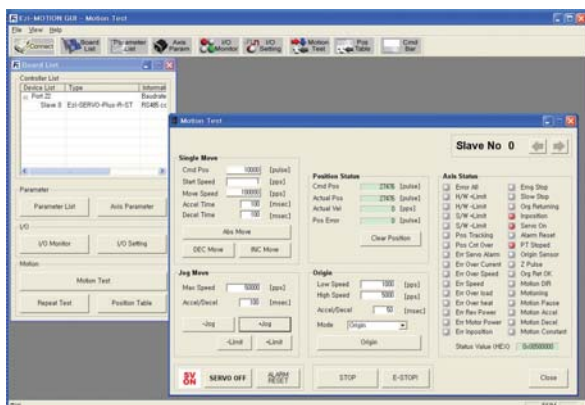 Ezi-MOTION GUI - Motion Test
File View Help
Connect Board List Parameter List Axis Param I/O Monitor I/O Setting Motion Test Pos Table Cmd Bar
Board List
Controller List
Device List Type Informati
Port 22 Baudrate
Slave 0 Ezi-SERVO-Plus-R-ST RS485 cc
Parameter
Parameter List Axis Parameter
I/O
I/O Monitor I/O Setting
Motion
Motion Test
Repeat Test Position Table
Motion Test
Slave No 0
Single Move
Cmd Pos 10000 [pulse]
Start Speed 1 [pps]
Move Speed 100000 [pps]
Accel Time 100 [msec]
Decel Time 100 [msec]
Abs Move
DEC Move INC Move
Jog Move
Max Speed 50000 [pps]
Accel/Decel 100 [msec]
-Jog +Jog
-Limit +Limit
SV ON SERVO OFF ALARM RESET
Position Status
Cmd Pos 27476 [pulse]
Actual Pos 27476 [pulse]
Actual Vel 0 [pps]
Pos Error 0 [pulse]
Clear Position
Origin
Low Speed 1000 [pps]
High Speed 5000 [pps]
Accel/Decel 50 [msec]
Mode Origin
Origin
STOP E-STOP!
Axis Status
Error All Emg Stop
H/W +Limit Slow Stop
H/W -Limit Org Returning
S/W +Limit Inposition
S/W -Limit Servo On
Pos Tracking Alarm Reset
Pos Cnt Over PT Stoped
Err Servo Alarm Origin Sensor
Err Over Current Z Pulse
Err Over Speed Org Ret OK
Err Speed Motion DIR
Err Over load Motioning
Err Over heat Motion Pause
Err Rev Power Motion Accel
Err Motor Power Motion Decel
Err Inposition Motion Constant
Status Value (HEX)
Close